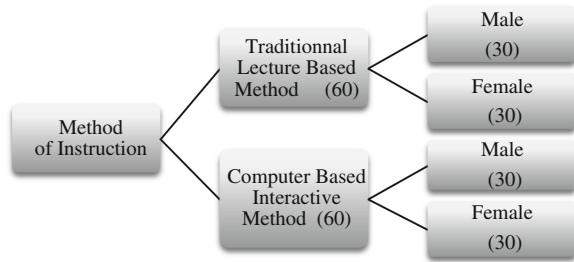 Method
of Instruction
Traditionnal
Lecture Based
Method (60)
Male
(30)
Female
(30)
Computer Based
Interactive
Method (60)
Male
(30)
Female
(30)